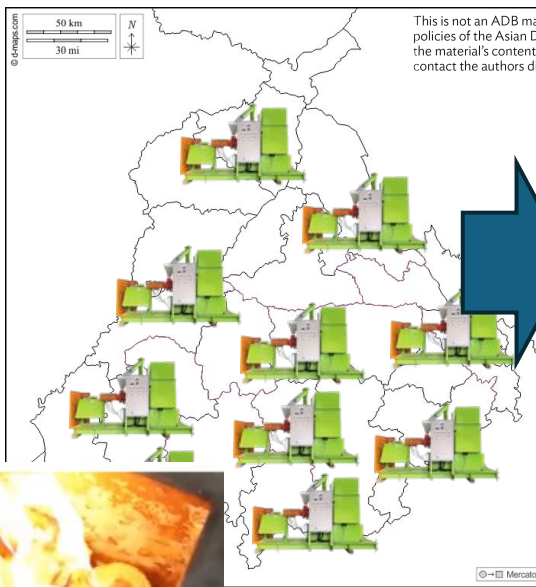 50 km
30 mi
N
© d-maps.com
This is not an ADB ma
policies of the Asian D
the material's content
contact the authors di
Mercato